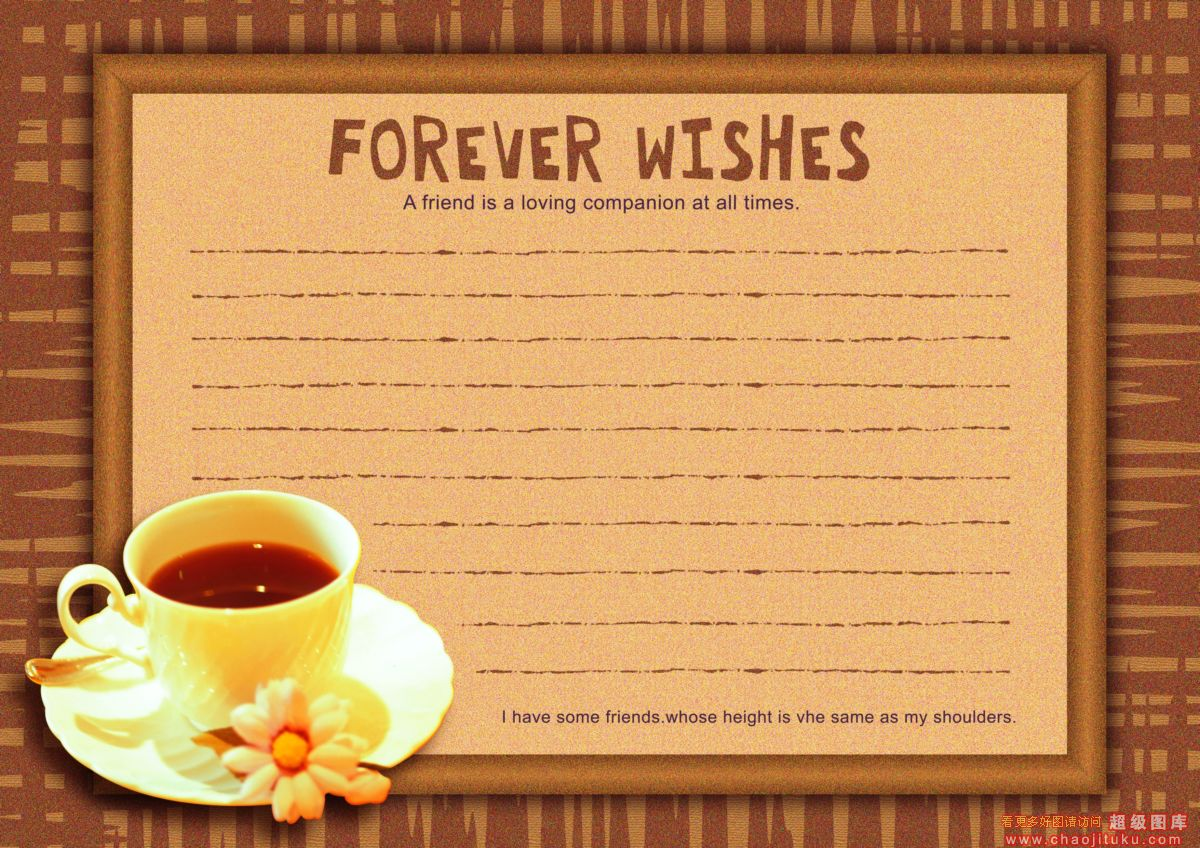 FOREVER WISHES
A friend is a loving companion at all times.
I have some friends.whose height is vhe same as my shoulders.
看更多好图请访问 超级图库
www.chaojituku.com